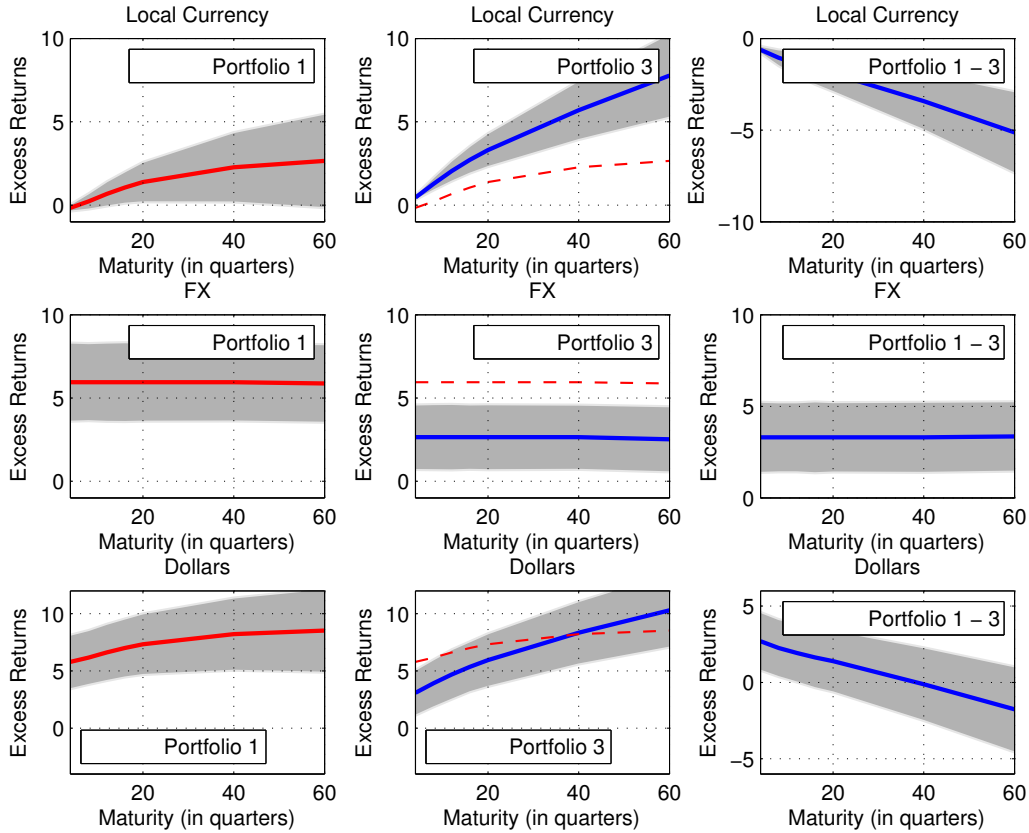 Local Currency
Local Currency
Local Currency
10
5
0
Excess Returns
Portfolio 1
20
40
60
Maturity (in quarters)
10
5
0
Excess Returns
Portfolio 3
20
40
60
Maturity (in quarters)
0
−5
−10
Excess Returns
Portfolio 1 − 3
20
40
60
Maturity (in quarters)
FX
FX
FX
10
5
0
Excess Returns
Portfolio 1
20
40
60
Maturity (in quarters)
10
5
0
Excess Returns
Portfolio 3
20
40
60
Maturity (in quarters)
10
5
0
Excess Returns
Portfolio 1 − 3
20
40
60
Maturity (in quarters)
Dollars
Dollars
Dollars
10
5
0
Excess Returns
Portfolio 1
20
40
60
Maturity (in quarters)
10
5
0
Excess Returns
Portfolio 3
20
40
60
Maturity (in quarters)
5
0
−5
Excess Returns
Portfolio 1 − 3
20
40
60
Maturity (in quarters)